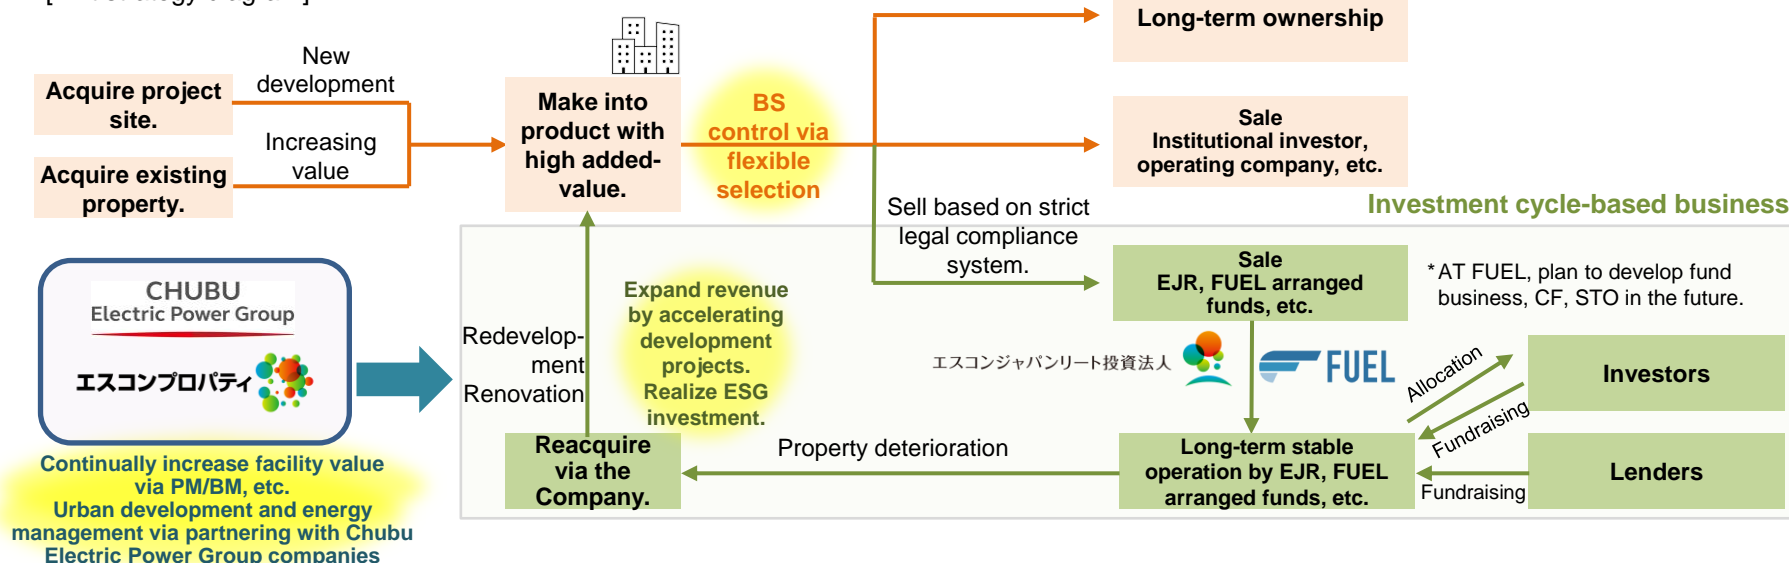 Long-term ownership
New
development
Acquire project
site.
Increasing
value
Acquire existing
property.
Make into
product with
high added-
value.
BS
control via
flexible
selection
Sale
Institutional investor,
operating company, etc.
Investment cycle-based business
Sell based on strict
legal compliance
system.
Sale
EJR, FUEL arranged
funds, etc.
*AT FUEL, plan to develop fund
business, CF, STO in the future.
CHUBU
Electric Power Group
エスコンプロパティ
Redevelop-
ment
Renovation
Expand revenue
by accelerating
development
projects.
Realize ESG
investment.
エスコンジャパンリート投資法人
FUEL
Allocation
Fundraising
Investors
Reacquire
via the
Company.
Property deterioration
Long-term stable
operation by EJR, FUEL
arranged funds, etc.
Fundraising
Lenders
Continually increase facility value
via PM/BM, etc.
Urban development and energy
management via partnering with Chubu
Electric Power Group companies